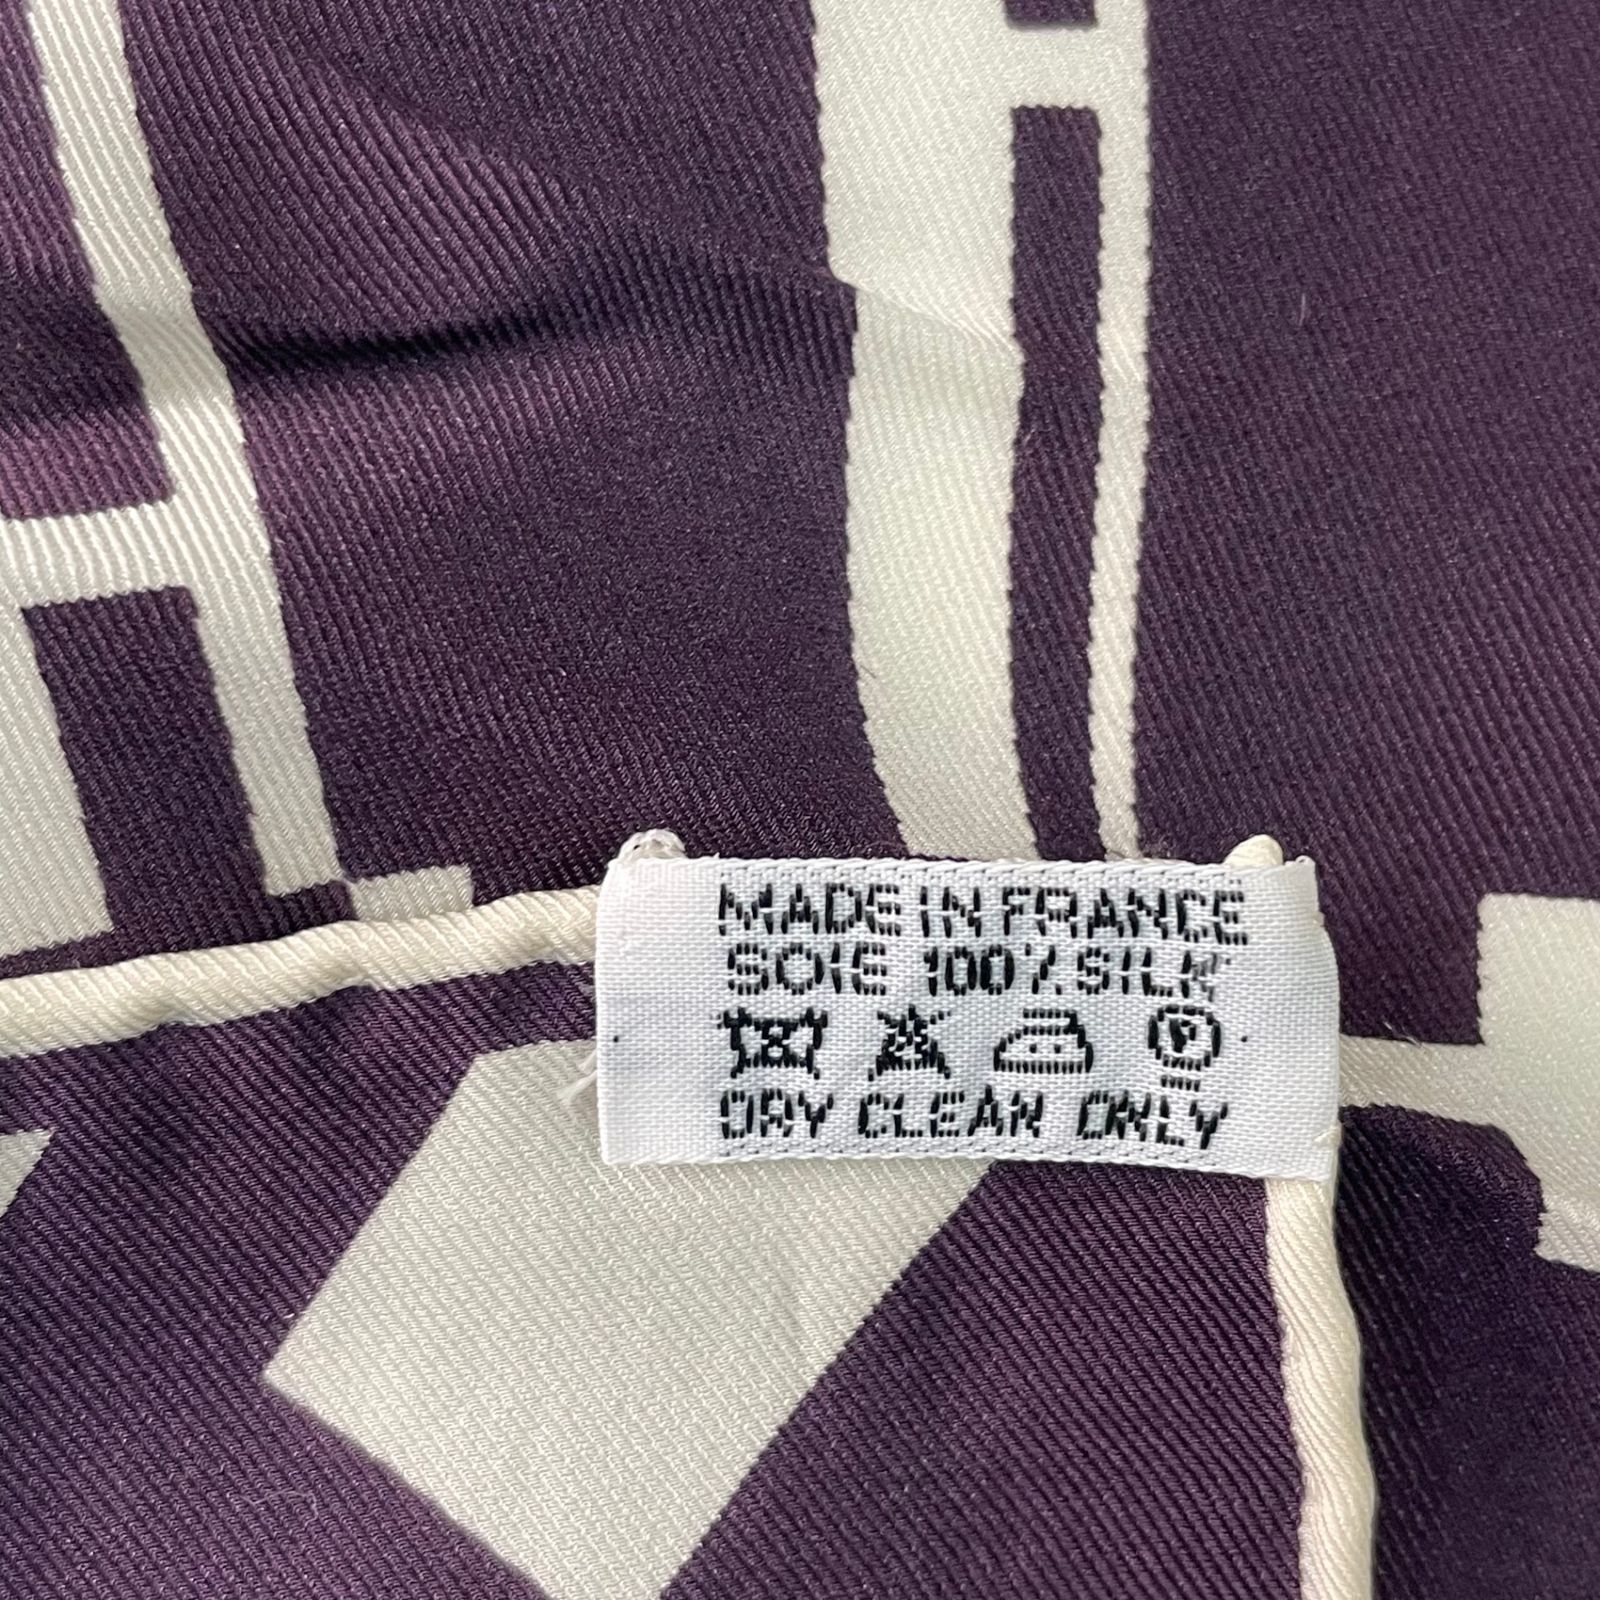 MADE IN FRANCE
SOIE 100% SILK
P
DRY CLEAN ONLY